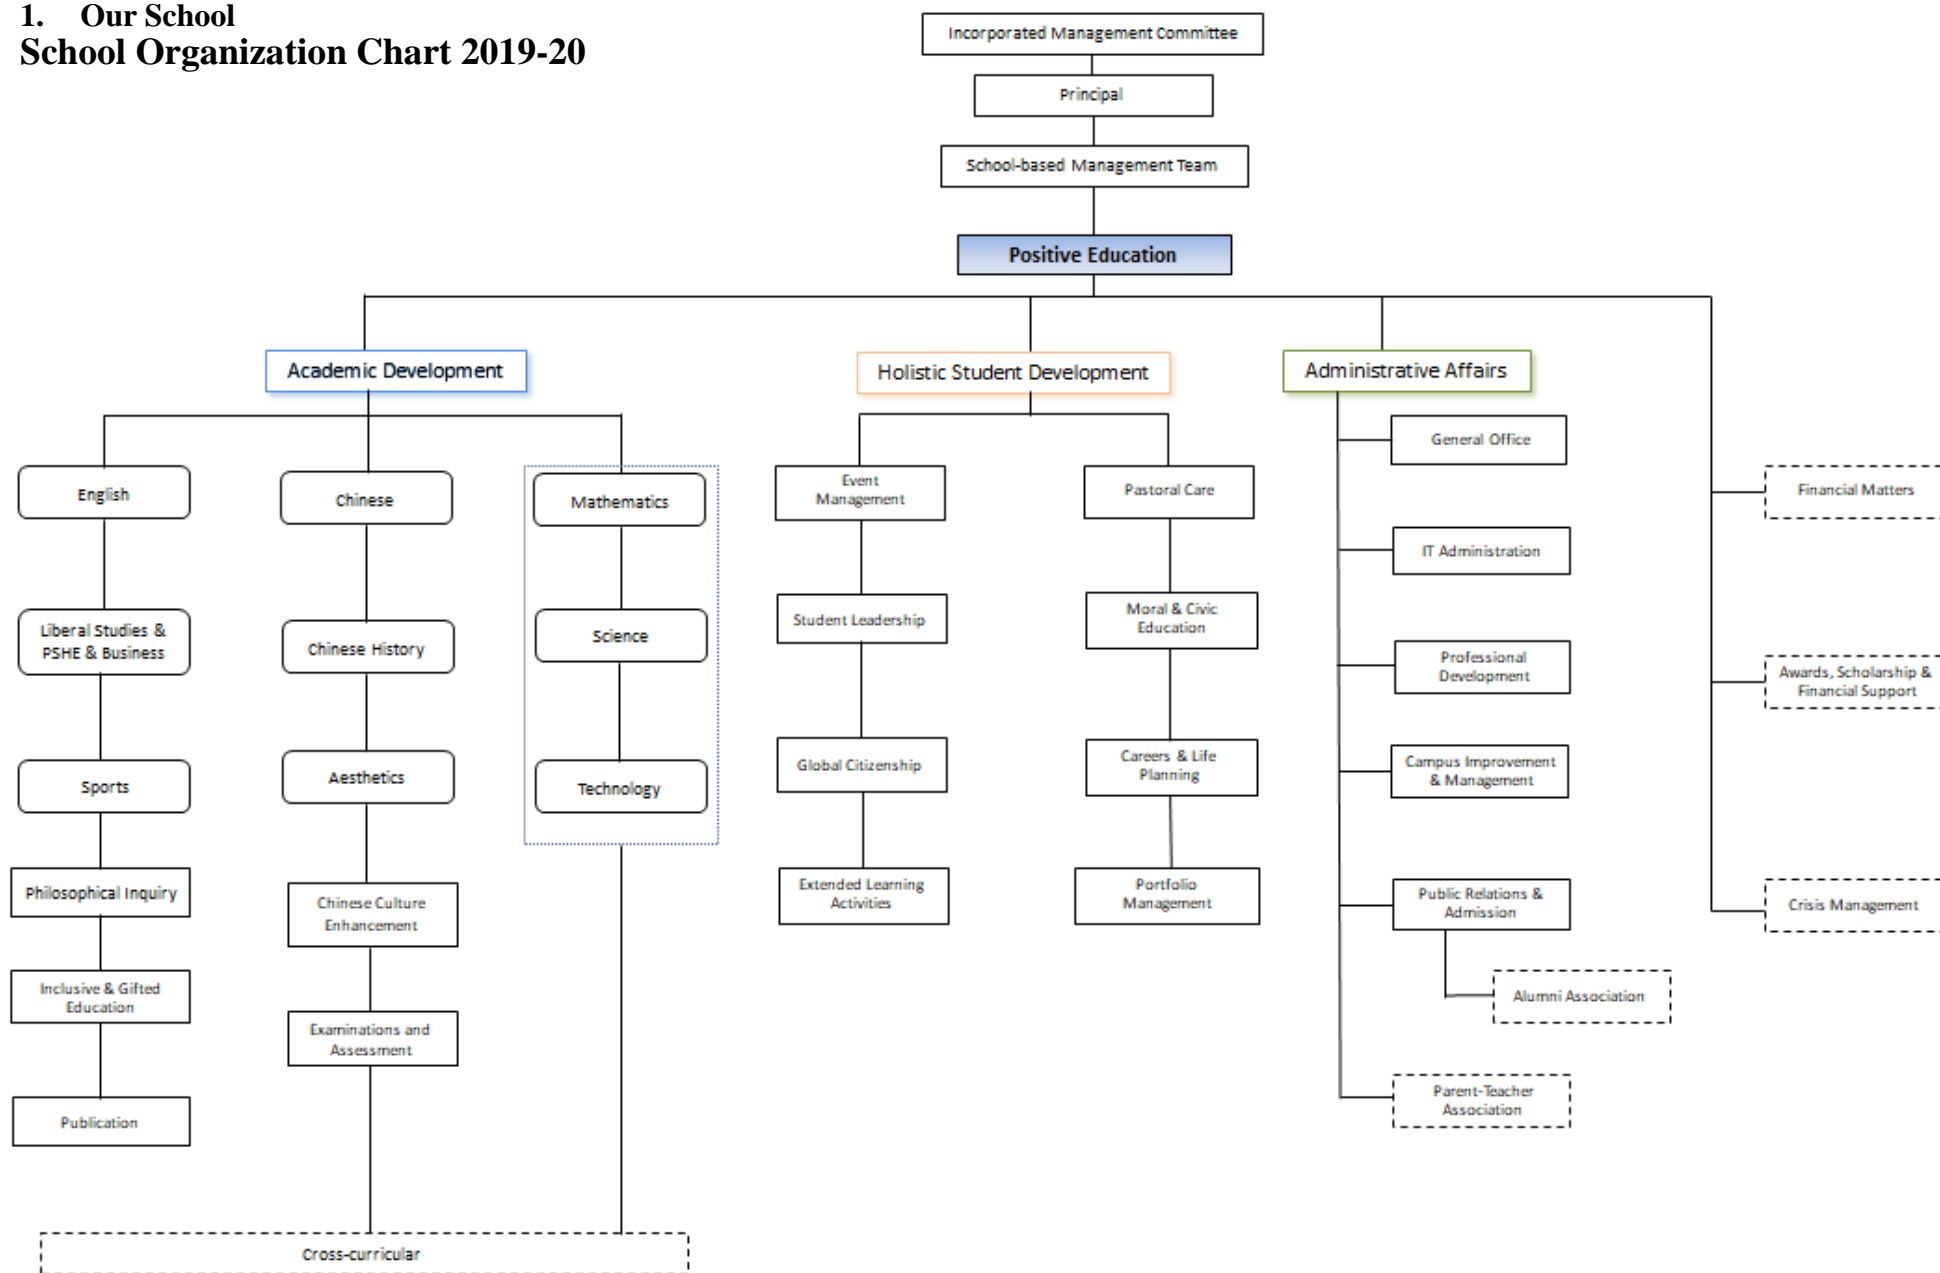 1. Our School
School Organization Chart 2019-20
Incorporated Management Committee
Principal
School-based Management Team
Positive Education
Academic Development
Holistic Student Development
Administrative Affairs
English
Liberal Studies &
PSHE & Business
Sports
Philosophical Inquiry
Inclusive & Gifted
Education
Publication
Chinese
Chinese History
Aesthetics
Chinese Culture
Enhancement
Examinations and
Assessment
Mathematics
Science
Technology
Cross-curricular
Event
Management
Student Leadership
Global Citizenship
Extended Learning
Activities
Pastoral Care
Moral & Civic
Education
Careers & Life
Planning
Portfolio
Management
General Office
IT Administration
Professional
Development
Campus Improvement
& Management
Public Relations &
Admission
Alumni Association
Parent-Teacher
Association
Financial Matters
Awards, Scholarship &
Financial Support
Crisis Management